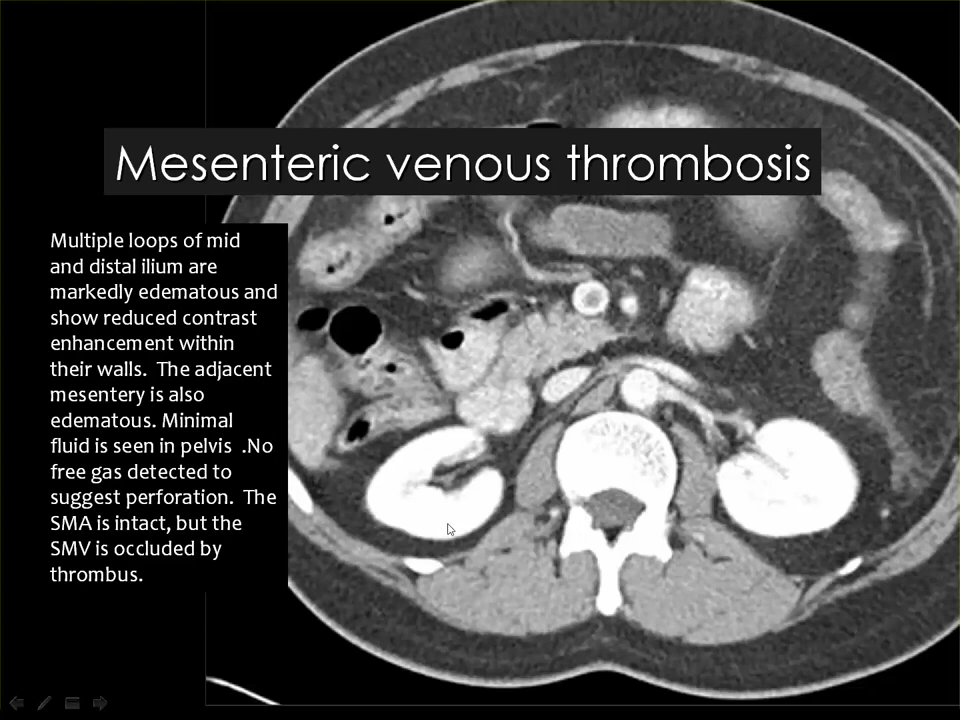 Mesenteric venous thrombosis
Multiple loops of mid
and distal ilium are
markedly edematous and
show reduced contrast
enhancement within
their walls.  The adjacent
mesentery is also
edematous. Minimal
fluid is seen in pelvis  .No
free gas detected to
suggest perforation.  The
SMA is intact, but the
SMV is occluded by
thrombus.